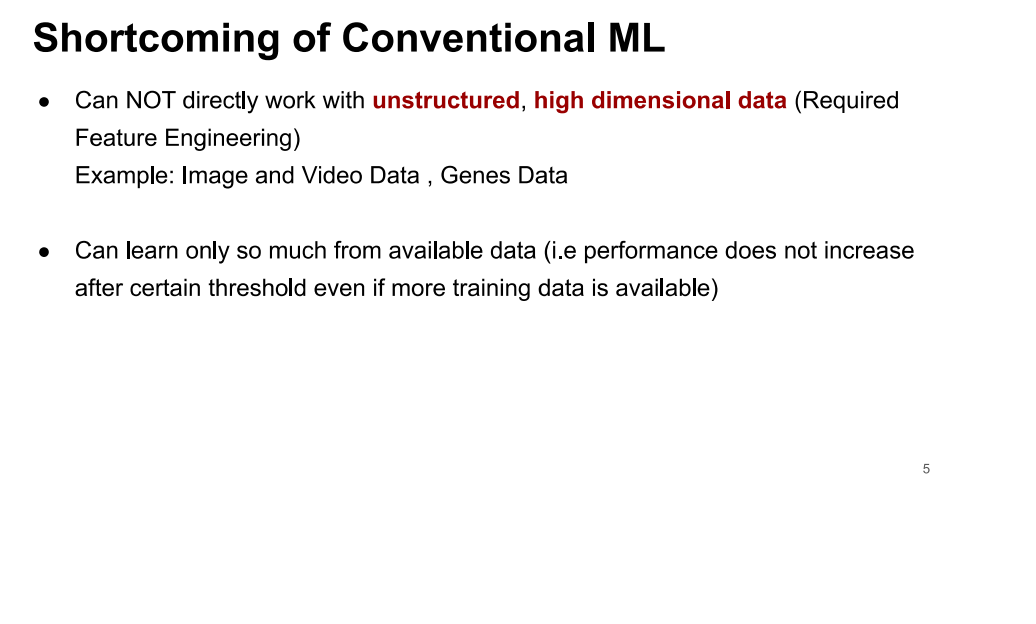 Shortcoming of Conventional ML
● Can NOT directly work with unstructured, high dimensional data (Required
Feature Engineering)
Example: Image and Video Data , Genes Data
● Can learn only so much from available data (i.e performance does not increase
after certain threshold even if more training data is available)
5